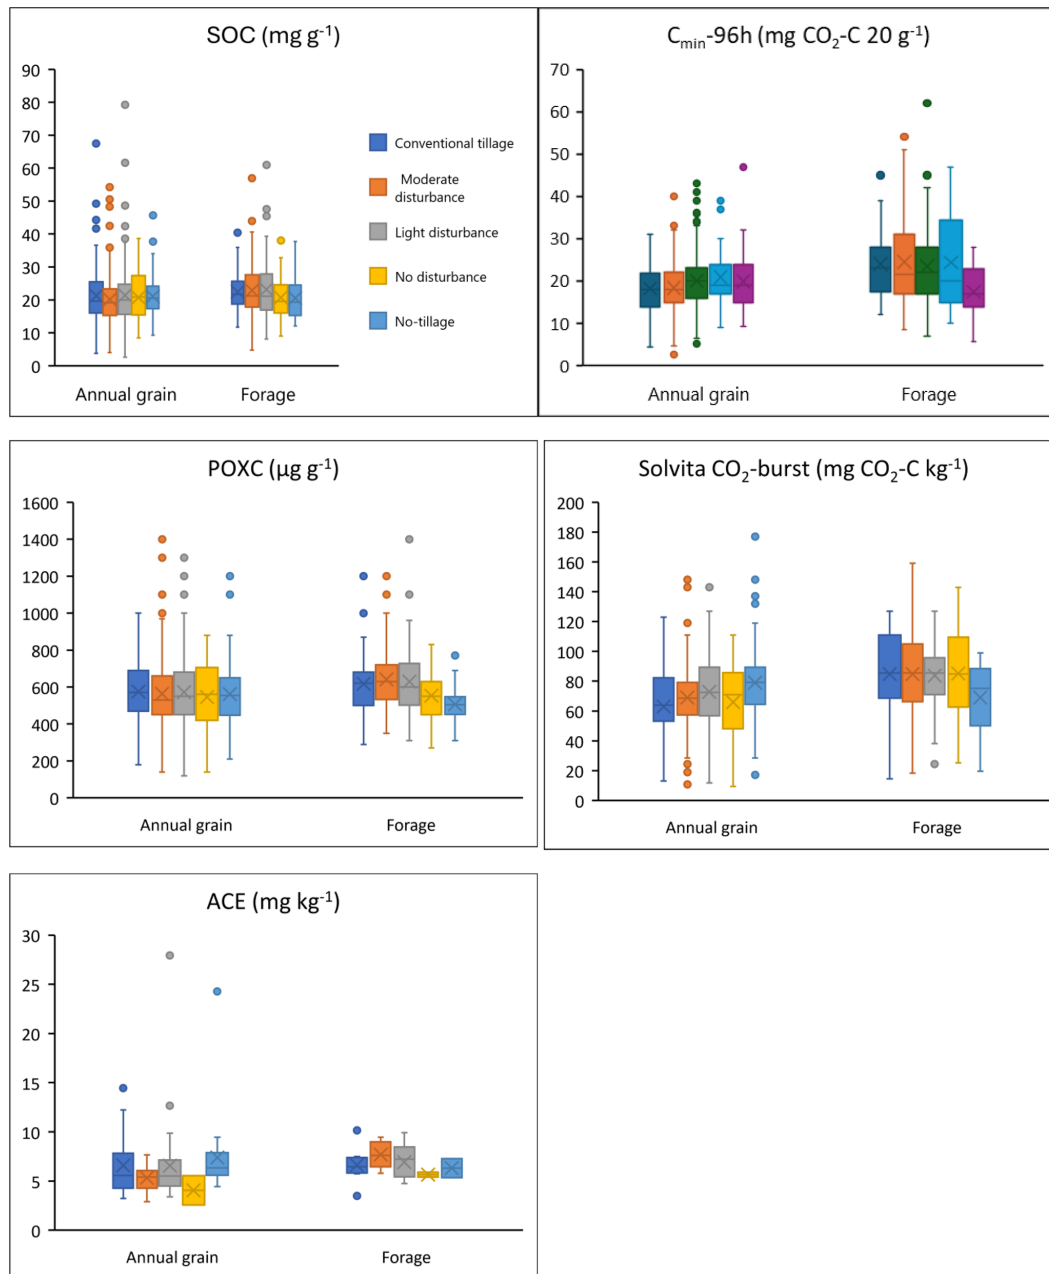 SOC (mg g⁻¹)
90
80
70
60
50
40
30
20
10
0
Annual grain
Forage
Conventional tillage
Moderate
disturbance
Light disturbance
No disturbance
No-tillage
Cmin-96h (mg CO₂-C 20 g⁻¹)
70
60
50
40
30
20
10
0
Annual grain
Forage
POXC (µg g⁻¹)
1600
1400
1200
1000
800
600
400
200
0
Annual grain
Forage
Solvita CO₂-burst (mg CO₂-C kg⁻¹)
200
180
160
140
120
100
80
60
40
20
0
Annual grain
Forage
ACE (mg kg⁻¹)
30
25
20
15
10
5
0
Annual grain
Forage